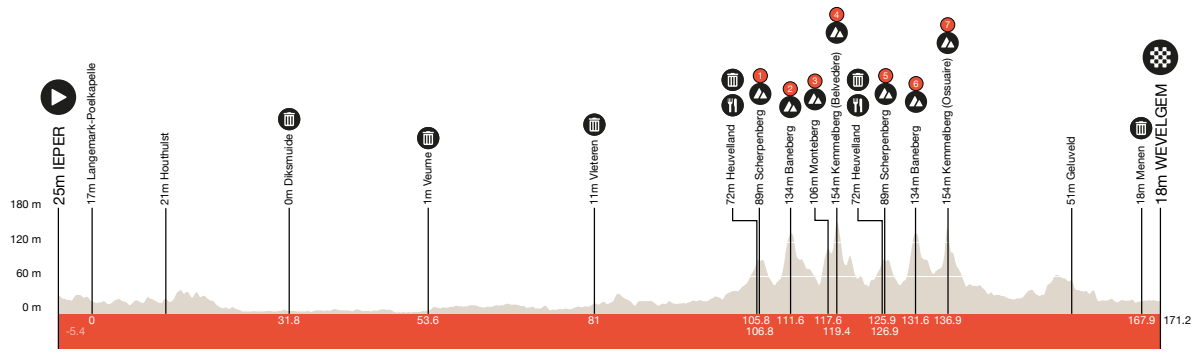 4
7
1
5
6
3
2
25m IEPER
17m Langemark-Poelkapelle
21m Houthulst
0m Diksmuide
1m Veurne
11m Vleteren
72m Heuvelland
89m Scherpenberg
134m Baneberg
106m Monteberg
154m Kemmelberg (Belvedère)
72m Heuvelland
89m Scherpenberg
134m Baneberg
154m Kemmelberg (Ossuaire)
51m Geluveld
18m Menen
18m WEVELGEM
180 m
120 m
60 m
0 m
-5.4
0
31.8
53.6
81
105.8
106.8
111.6
117.6
119.4
125.9
126.9
131.6
136.9
167.9
171.2